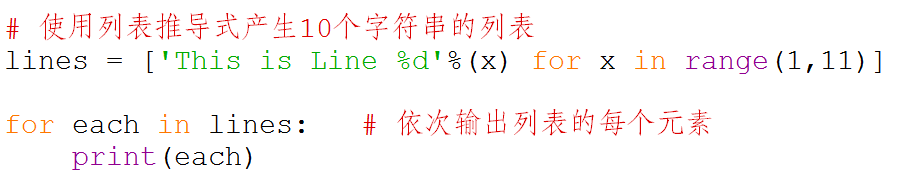 # 使用列表推导式产生10个字符串的列表
lines = ['This is Line %d'%(x) for x in range(1,11)]
for each in lines:   # 依次输出列表的每个元素
    print(each)